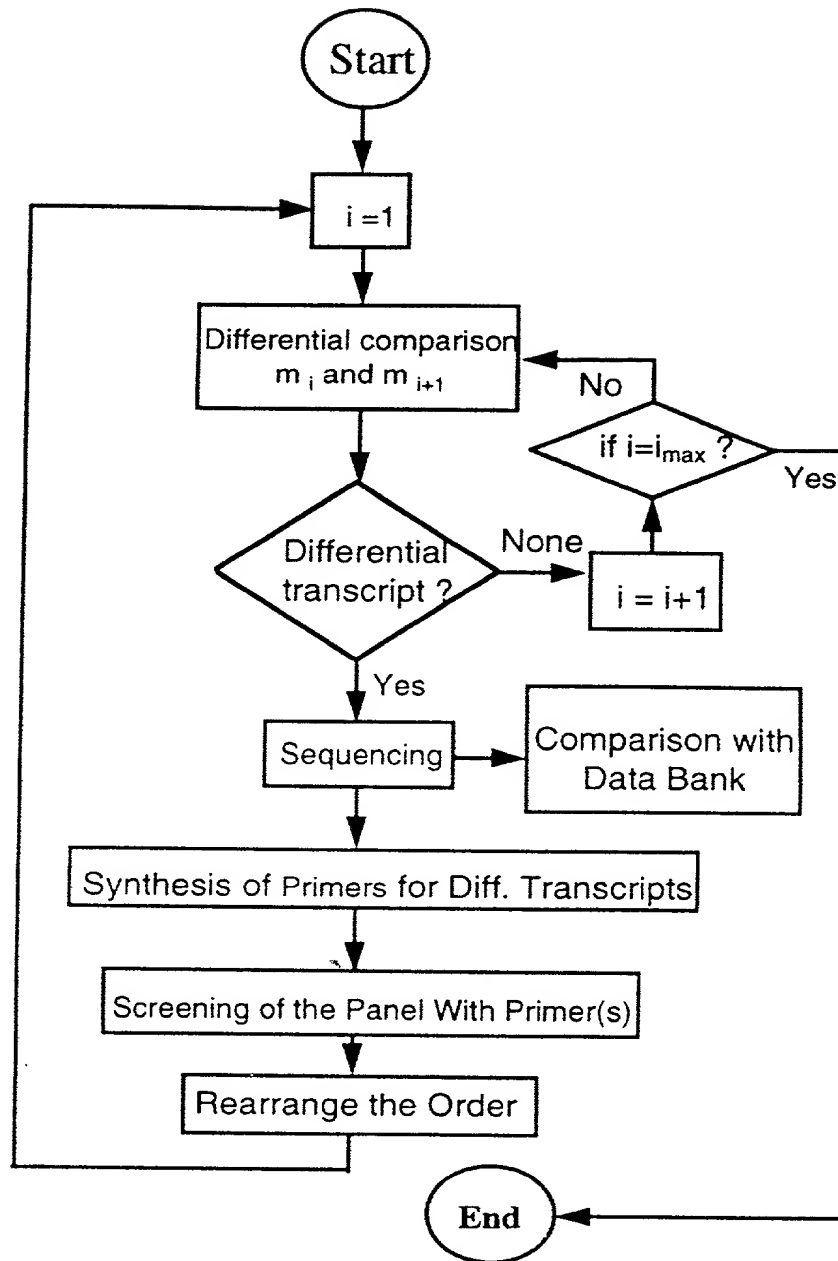 Start
i =1
Differential comparison
m i and m i+1
No
if i=imax ?
Yes
Differential
transcript ?
None
i = i+1
Yes
Sequencing
Comparison with
Data Bank
Synthesis of Primers for Diff. Transcripts
Screening of the Panel With Primer(s)
Rearrange the Order
End